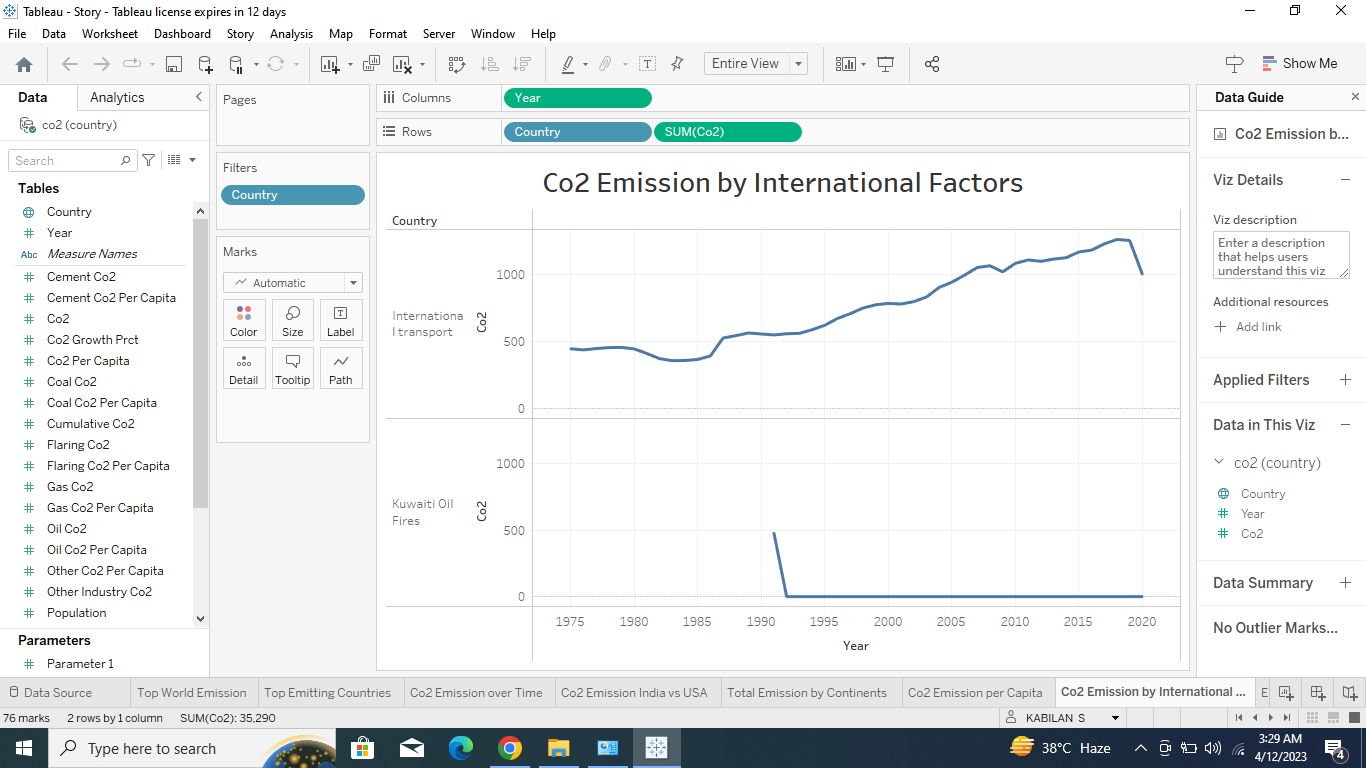 Tableau - Story - Tableau license expires in 12 days
File Data Worksheet Dashboard Story Analysis Map Format Server Window Help
Entire View
Show Me
Data Analytics
co2 (country)
Search
Tables
Country
Year
Abc Measure Names
Cement Co2
Cement Co2 Per Capita
Co2
Co2 Growth Prct
Co2 Per Capita
Coal Co2
Coal Co2 Per Capita
Cumulative Co2
Flaring Co2
Flaring Co2 Per Capita
Gas Co2
Gas Co2 Per Capita
Oil Co2
Oil Co2 Per Capita
Other Co2 Per Capita
Other Industry Co2
Population
Parameters
Parameter 1
Pages
Filters
Country
Marks
Automatic
Color Size Label
Detail Tooltip Path
Columns Year
Rows Country SUM(Co2)
Co2 Emission by International Factors
Country
Internationa
l transport
Co2
1000
500
0
Kuwaiti Oil
Fires
Co2
1000
500
0
1975 1980 1985 1990 1995 2000 2005 2010 2015 2020
Year
Data Guide
Co2 Emission b...
Viz Details
Viz description
Enter a description
that helps users
understand this viz
Additional resources
Add link
Applied Filters
Data in This Viz
co2 (country)
Country
Year
Co2
Data Summary
No Outlier Marks...
Data Source Top World Emission Top Emitting Countries Co2 Emission over Time Co2 Emission India vs USA Total Emission by Continents Co2 Emission per Capita Co2 Emission by International ... E
76 marks 2 rows by 1 column SUM(Co2): 35,290
KABILAN S
Type here to search
38°C Haze
3:29 AM
4/12/2023
4